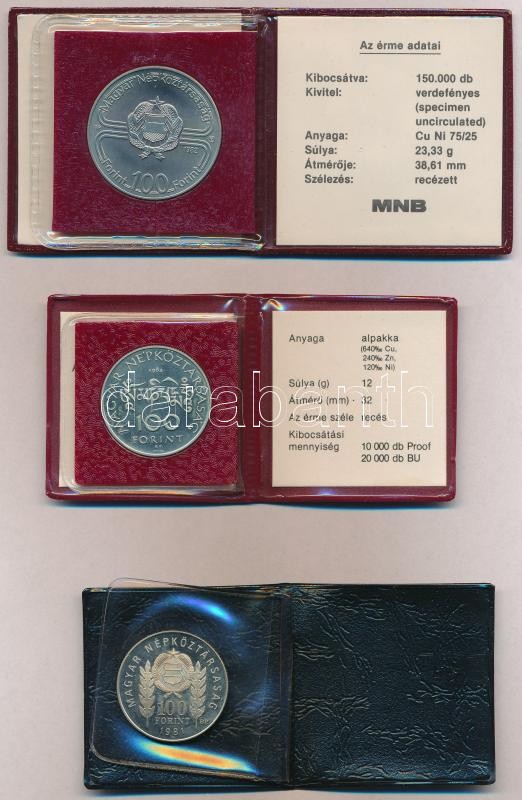 Az érme adatai
Kibocsátva: 150.000 db
Kivitel: verdefényes
(specimen
uncirculated)
Anyaga: Cu Ni 75/25
Súlya: 23,33 g
Átmérője: 38,61 mm
Szélezés: recézett
MNB
Magyar Népköztársaság
Forint 100 Forint
Anyaga alpakka
(640‰ Cu,
240‰ Zn,
120‰ Ni)
Súlya (g) 12
Átmérő (mm) 32
Az érme széle recés
Kibocsátási
mennyiség 10 000 db Proof
20 000 db BU
MAGYAR NÉPKÖZTÁRSASÁG
100
FORINT
darabanth
MAGYAR NÉPKÖZTÁRSASÁG
100
FORINT
1981
BP.